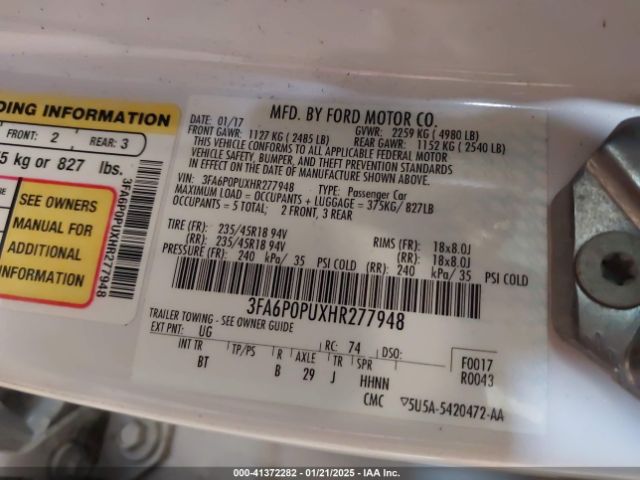 DING INFORMATION
FRONT: 2 REAR: 3
5 kg or 827 lbs.
SEE OWNERS
MANUAL FOR
ADDITIONAL
INFORMATION
3FA6P0PUXHR277948
MFD. BY FORD MOTOR CO.
DATE: 01/17 GVWR: 2259 KG ( 4980 LB)
FRONT GAWR: 1127 KG ( 2485 LB) REAR GAWR: 1152 KG ( 2540 LB)
THIS VEHICLE CONFORMS TO ALL APPLICABLE FEDERAL MOTOR
VEHICLE SAFETY, BUMPER, AND THEFT PREVENTION STANDARDS
IN EFFECT ON THE DATE OF MANUFACTURE SHOWN ABOVE.
VIN: 3FA6P0PUXHR277948 TYPE: Passenger Car
MAXIMUM LOAD = OCCUPANTS + LUGGAGE = 375KG/ 827LB
OCCUPANTS = 5 TOTAL; 2 FRONT, 3 REAR
TIRE (FR): 235/45R18 94V RIMS (FR): 18x8.0J
(RR): 235/45R18 94V (RR): 18x8.0J
PRESSURE (FR): 240 kPa/ 35 PSI COLD (RR): 240 kPa/ 35 PSI COLD
3FA6P0PUXHR277948
TRAILER TOWING - SEE OWNER GUIDE
EXT PNT: UG RC: 74 DSO: F0017
INT TR TP/PS R AXLE TR SPR R0043
BT B 29 J HHNN
CMC ▽5U5A-5420472-AA
000-41372282 - 01/21/2025 - IAA Inc.